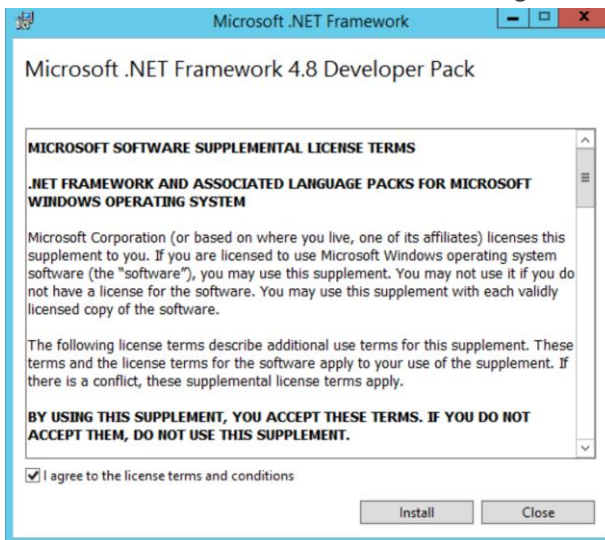 Microsoft .NET Framework
Microsoft .NET Framework 4.8 Developer Pack
MICROSOFT SOFTWARE SUPPLEMENTAL LICENSE TERMS
.NET FRAMEWORK AND ASSOCIATED LANGUAGE PACKS FOR MICROSOFT
WINDOWS OPERATING SYSTEM
Microsoft Corporation (or based on where you live, one of its affiliates) licenses this
supplement to you. If you are licensed to use Microsoft Windows operating system
software (the “software”), you may use this supplement. You may not use it if you do
not have a license for the software. You may use this supplement with each validly
licensed copy of the software.
The following license terms describe additional use terms for this supplement. These
terms and the license terms for the software apply to your use of the supplement. If
there is a conflict, these supplemental license terms apply.
BY USING THIS SUPPLEMENT, YOU ACCEPT THESE TERMS. IF YOU DO NOT
ACCEPT THEM, DO NOT USE THIS SUPPLEMENT.
I agree to the license terms and conditions
Install
Close